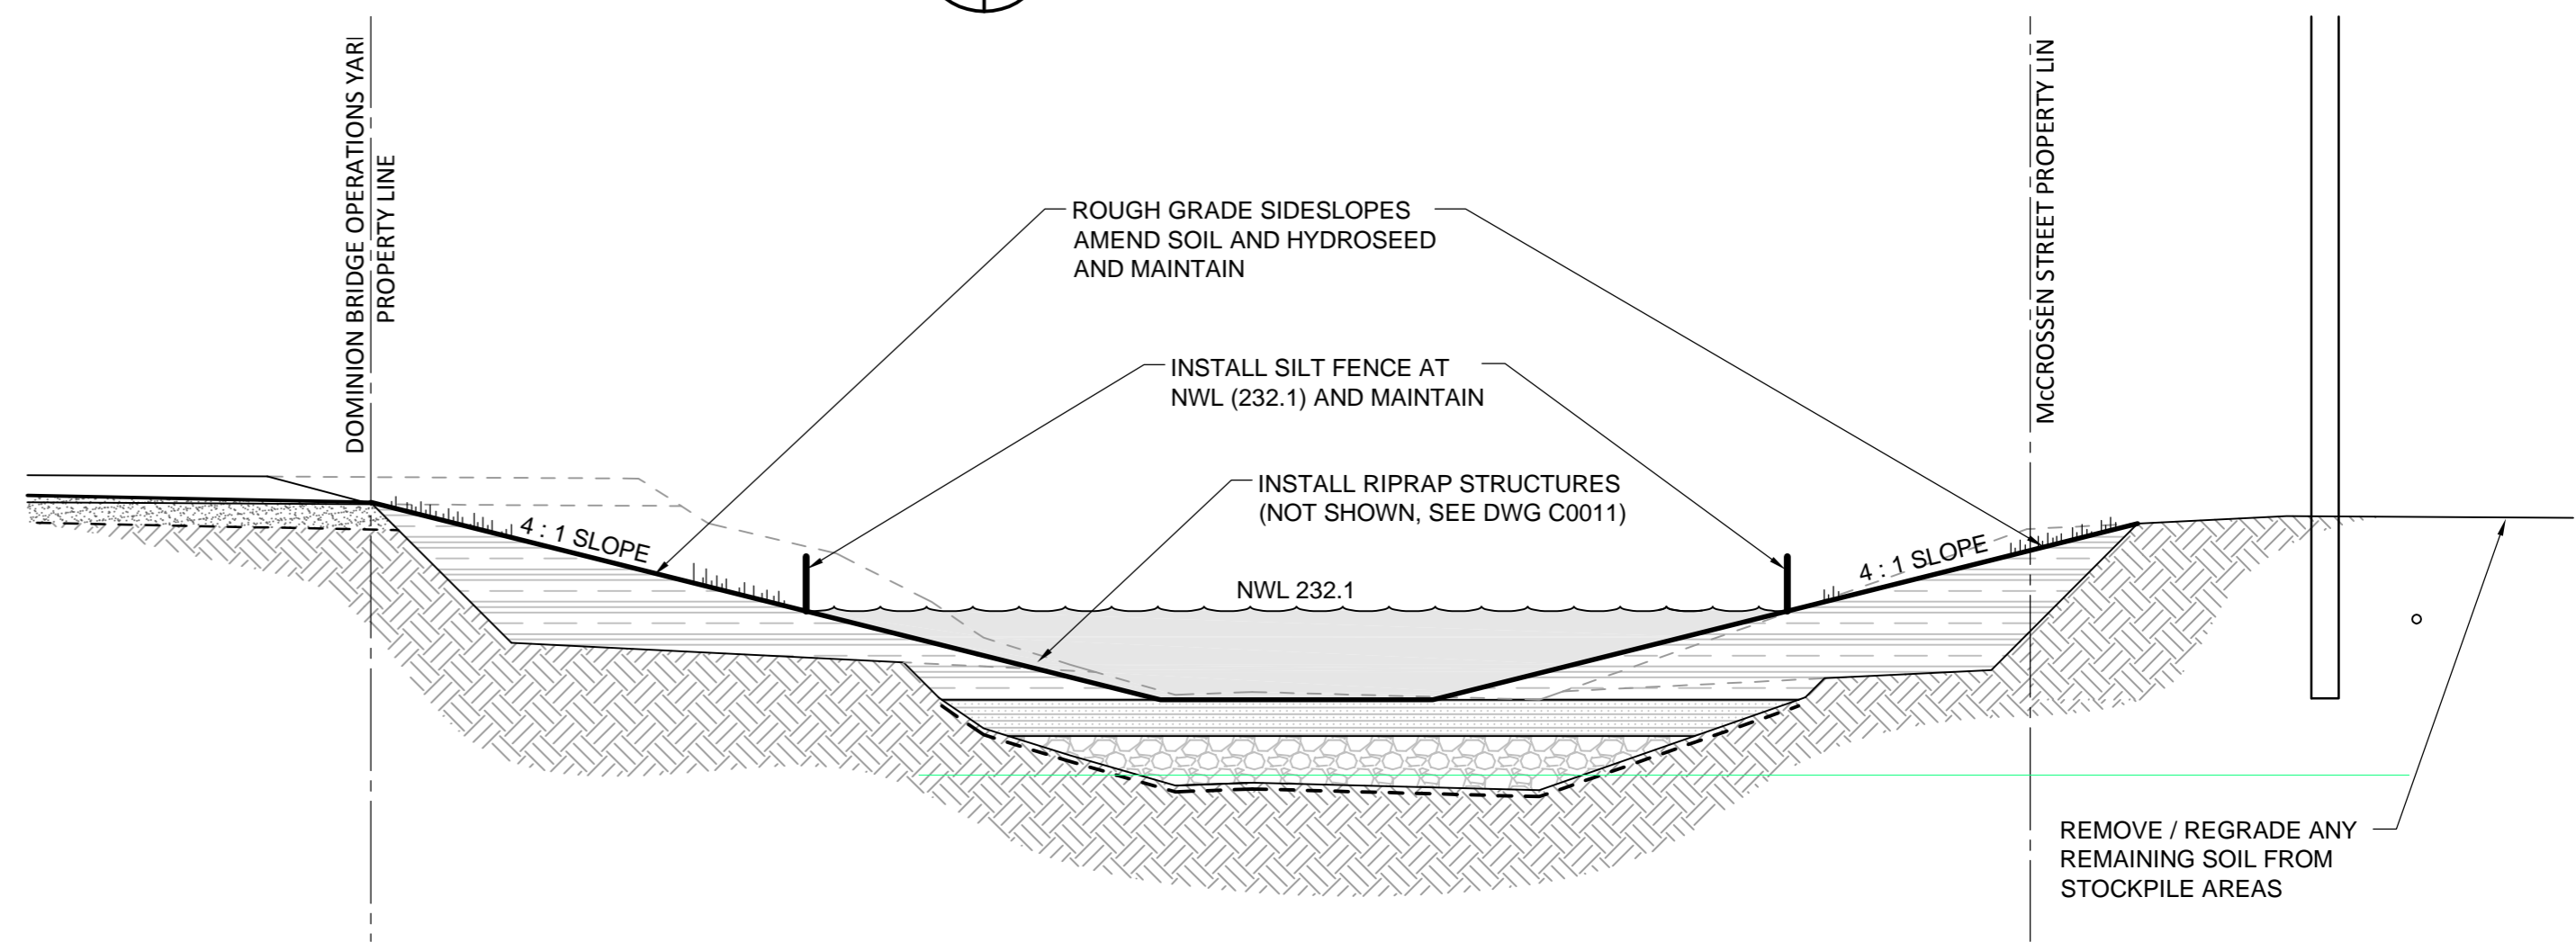 DOMINION BRIDGE OPERATIONS YARI
PROPERTY LINE
McCROSSEN STREET PROPERTY LIN
ROUGH GRADE SIDESLOPES
AMEND SOIL AND HYDROSEED
AND MAINTAIN
INSTALL SILT FENCE AT
NWL (232.1) AND MAINTAIN
INSTALL RIPRAP STRUCTURES
(NOT SHOWN, SEE DWG C0011)
4 : 1 SLOPE
4 : 1 SLOPE
NWL 232.1
REMOVE / REGRADE ANY
REMAINING SOIL FROM
STOCKPILE AREAS